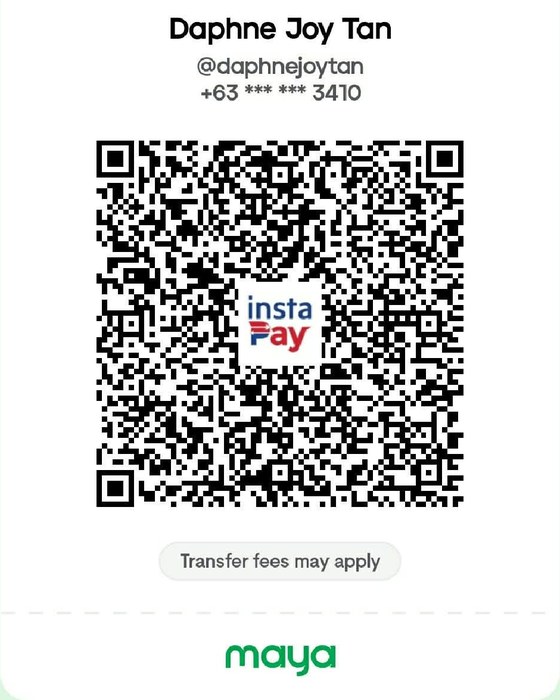 Daphne Joy Tan
@daphnejoytan
+63 *** *** 3410
insta
Pay
Transfer fees may apply
maya